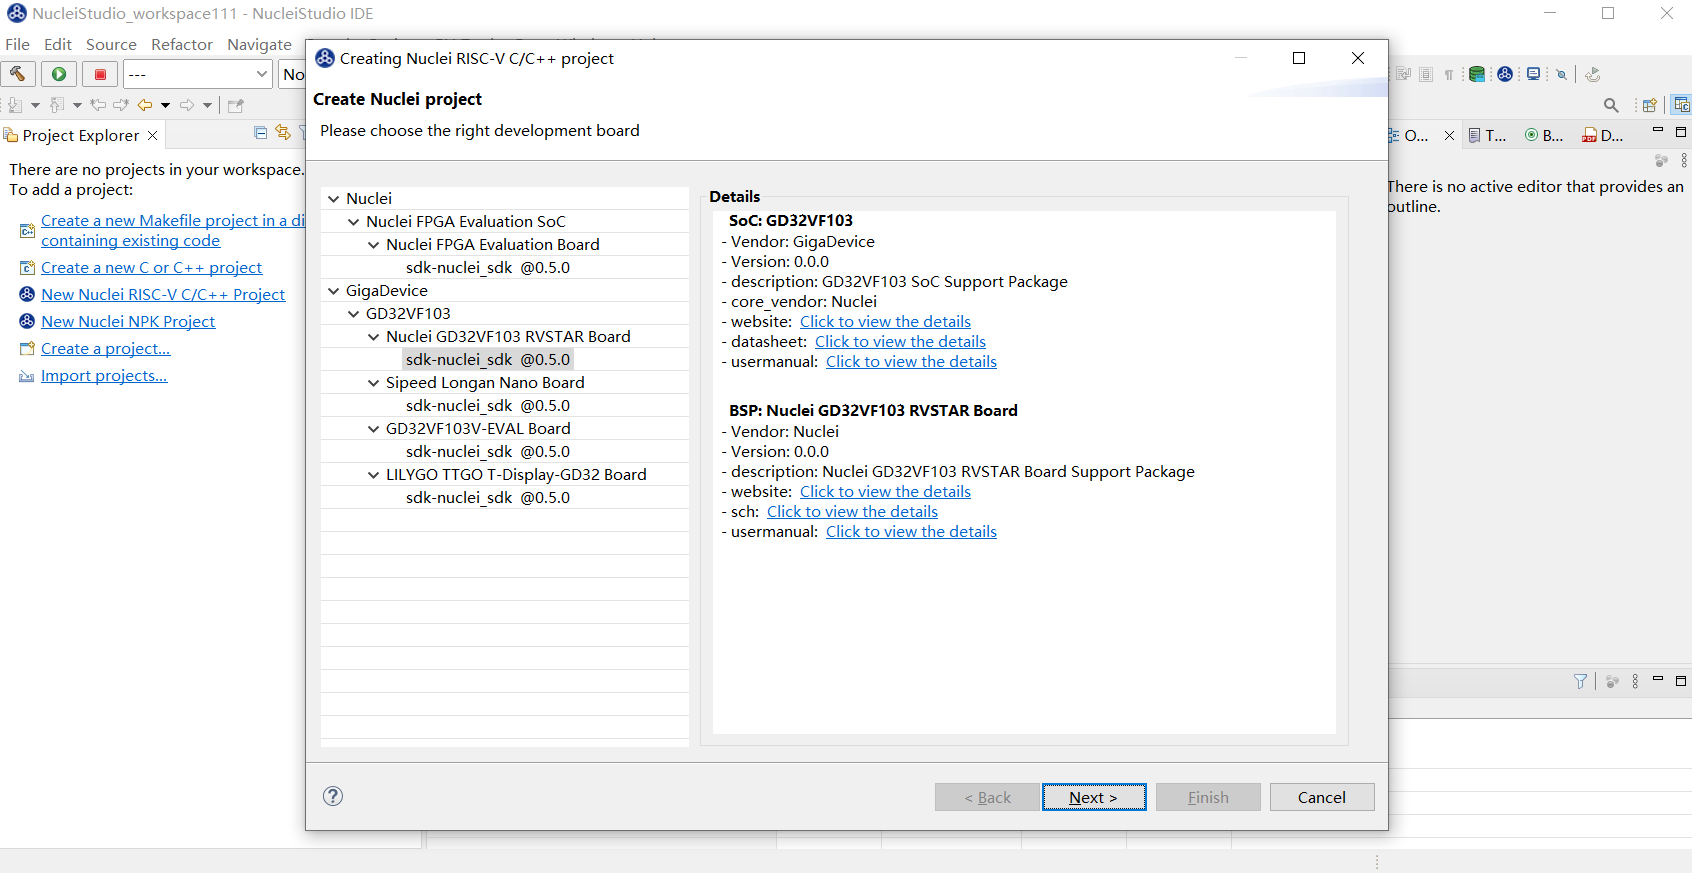 NucleiStudio_workspace111 - NucleiStudio IDE
File Edit Source Refactor Navigate
--- No
Project Explorer
There are no projects in your workspace.
To add a project:
Create a new Makefile project in a di
containing existing code
Create a new C or C++ project
New Nuclei RISC-V C/C++ Project
New Nuclei NPK Project
Create a project...
Import projects...
Creating Nuclei RISC-V C/C++ project
Create Nuclei project
Please choose the right development board
Nuclei
Nuclei FPGA Evaluation SoC
Nuclei FPGA Evaluation Board
sdk-nuclei_sdk @0.5.0
GigaDevice
GD32VF103
Nuclei GD32VF103 RVSTAR Board
sdk-nuclei_sdk @0.5.0
Sipeed Longan Nano Board
sdk-nuclei_sdk @0.5.0
GD32VF103V-EVAL Board
sdk-nuclei_sdk @0.5.0
LILYGO TTGO T-Display-GD32 Board
sdk-nuclei_sdk @0.5.0
Details
SoC: GD32VF103
- Vendor: GigaDevice
- Version: 0.0.0
- description: GD32VF103 SoC Support Package
- core_vendor: Nuclei
- website: Click to view the details
- datasheet: Click to view the details
- usermanual: Click to view the details
BSP: Nuclei GD32VF103 RVSTAR Board
- Vendor: Nuclei
- Version: 0.0.0
- description: Nuclei GD32VF103 RVSTAR Board Support Package
- website: Click to view the details
- sch: Click to view the details
- usermanual: Click to view the details
< Back Next > Finish Cancel
O... T... B... D...
There is no active editor that provides an
outline.